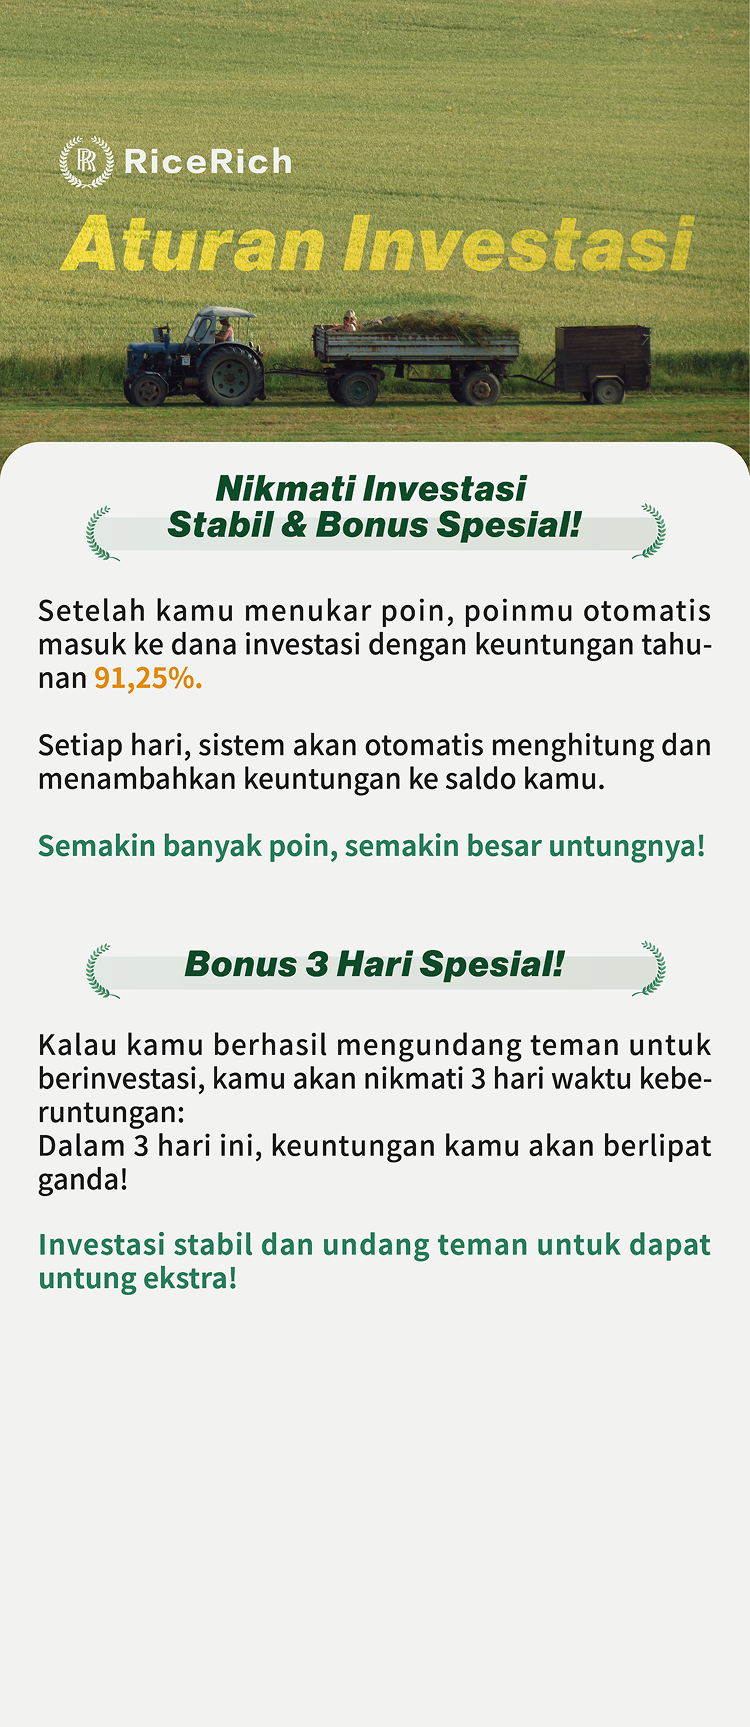 RR RiceRich
Aturan Investasi
Nikmati Investasi
Stabil & Bonus Spesial!
Setelah kamu menukar poin, poinmu otomatis
masuk ke dana investasi dengan keuntungan tahu-
nan 91,25%.
Setiap hari, sistem akan otomatis menghitung dan
menambahkan keuntungan ke saldo kamu.
Semakin banyak poin, semakin besar untungnya!
Bonus 3 Hari Spesial!
Kalau kamu berhasil mengundang teman untuk
berinvestasi, kamu akan nikmati 3 hari waktu kebe-
runtungan:
Dalam 3 hari ini, keuntungan kamu akan berlipat
ganda!
Investasi stabil dan undang teman untuk dapat
untung ekstra!